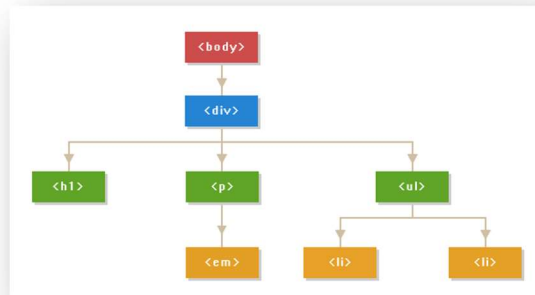 <body>
<div>
<h1>
<p>
<ul>
<em>
<li>
<li>